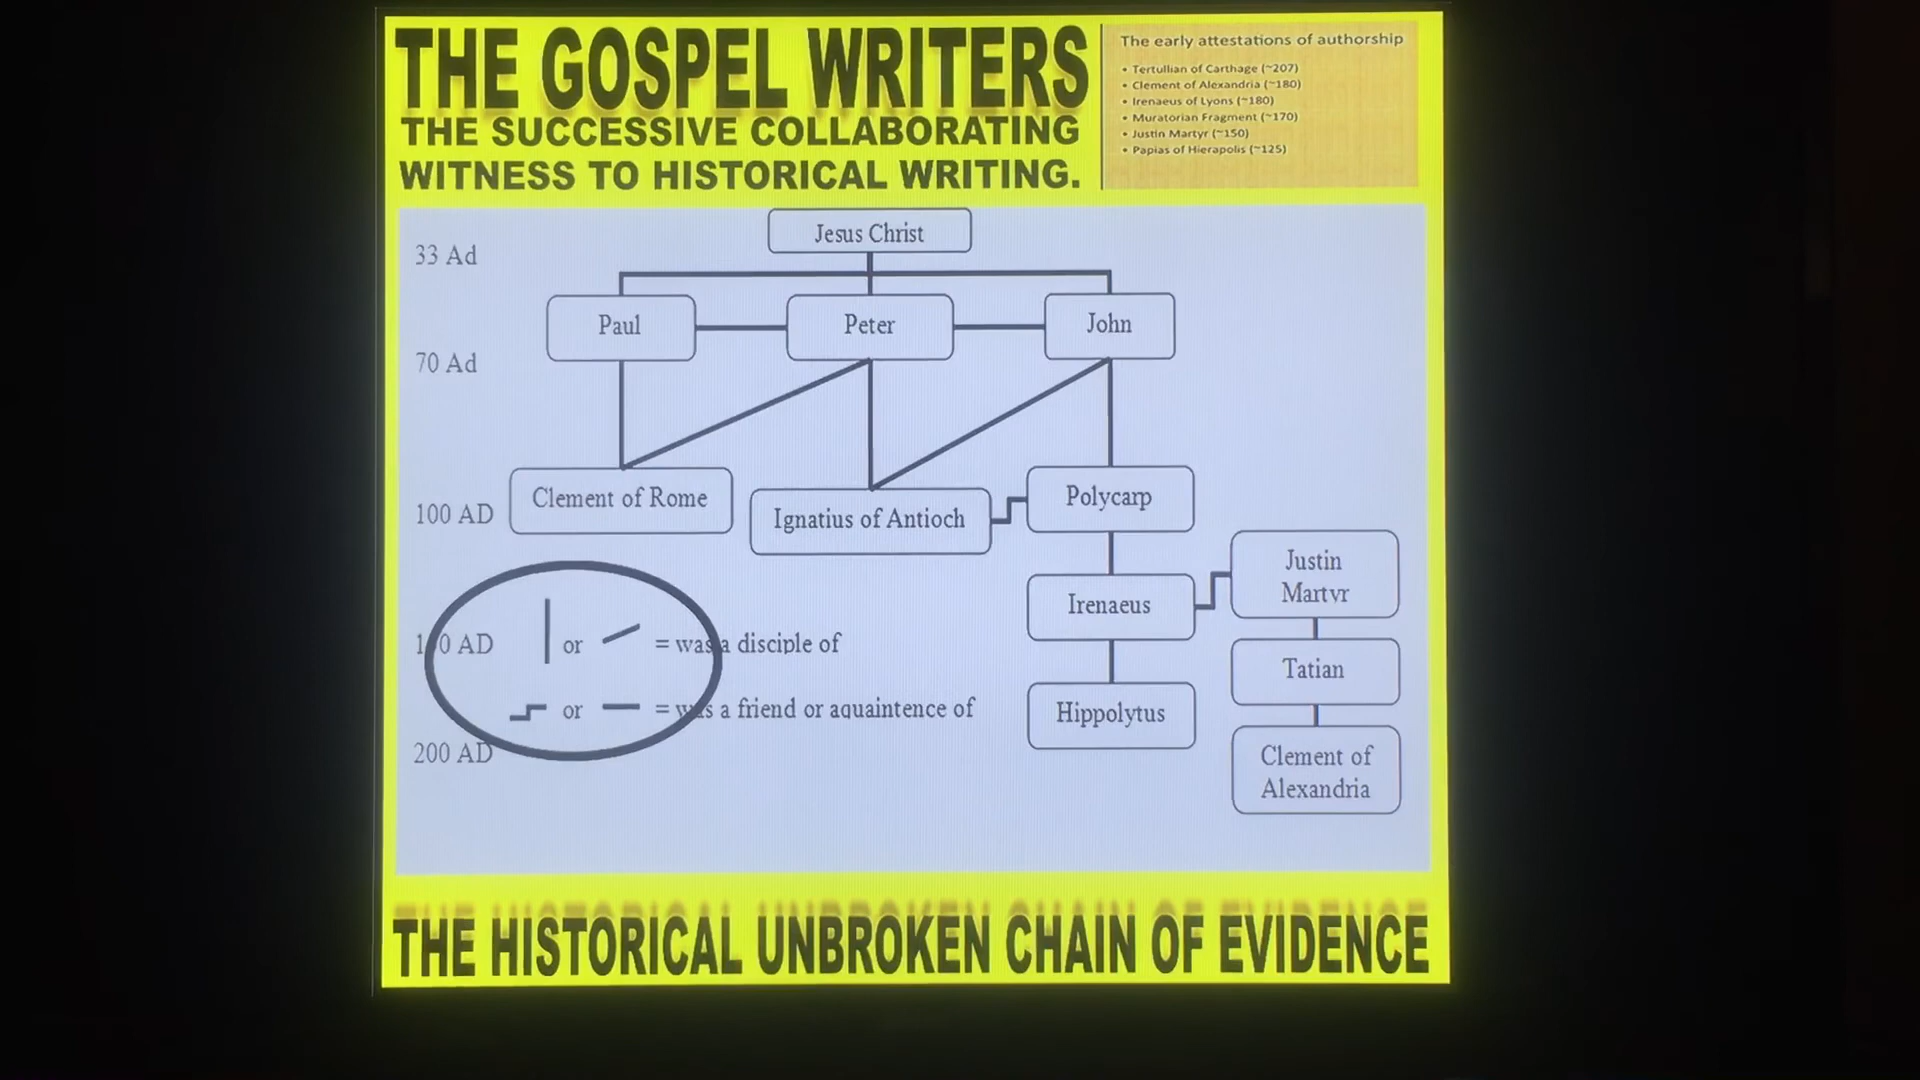 THE GOSPEL WRITERS
THE SUCCESSIVE COLLABORATING
WITNESS TO HISTORICAL WRITING.
The early attestations of authorship
• Tertullian of Carthage (~207)
• Clement of Alexandria (~180)
• Irenaeus of Lyons (~180)
• Muratorian Fragment (~170)
• Justin Martyr (~150)
• Papias of Hierapolis (~125)
Jesus Christ
33 Ad
Paul
Peter
John
70 Ad
Clement of Rome
Ignatius of Antioch
Polycarp
100 AD
Justin
Martyr
Irenaeus
AD
or
= was a disciple of
Tatian
or
= was a friend or aquaintence of
Hippolytus
200 AD
Clement of
Alexandria
THE HISTORICAL UNBROKEN CHAIN OF EVIDENCE